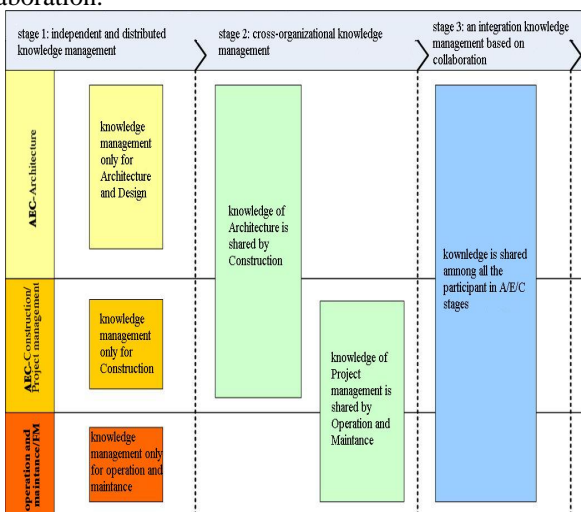 aboration.
stage 1: independent and distributed
knowledge management
stage 2: cross-organizational knowledge
management
stage 3: an integration knowledge
management based on
collaboration
AEC-Architecture
knowledge
management
only for
Architecture
and Design
knowledge of
Architecture is
shared by
Construction
kownledge is shared
amnong all the
participant in A/E/C
stages
AEC-Construction/
Project management
knowledge
management
only for
Construction
knowledge of
Project
management is
shared by
Operation and
Maintance
operation and
maintance/FM
knowledge
management only
for operation and
maintance